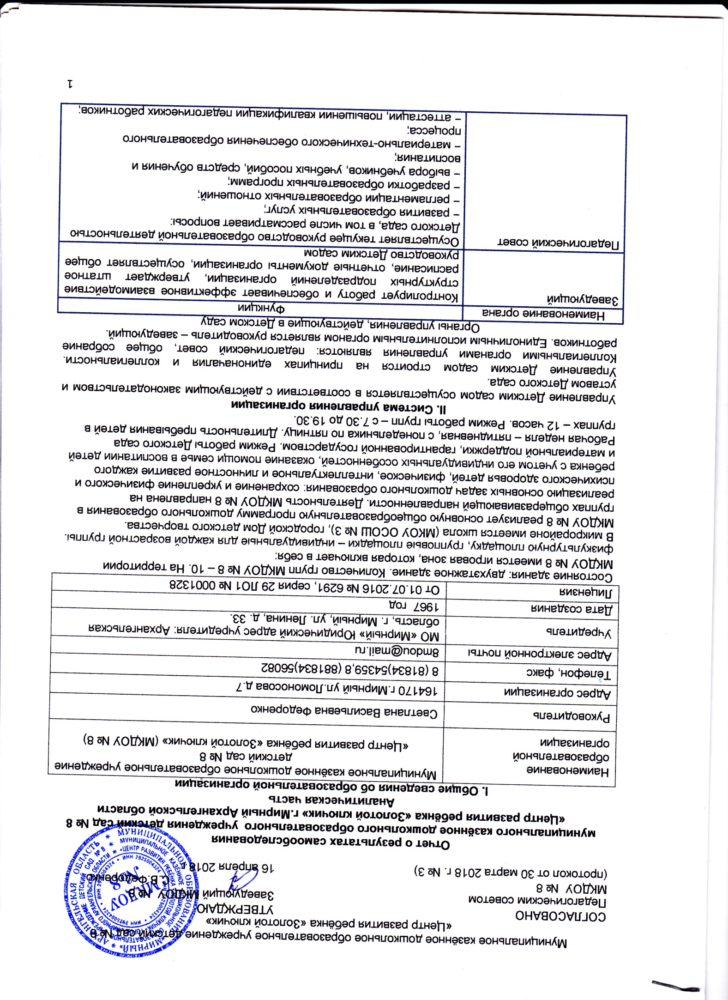 Муниципальное казённое дошкольное образовательное учреждение детский сад № 8
«Центр развития ребёнка «Золотой ключик»
СОГЛАСОВАНО
Педагогическим советом
МКДОУ № 8
(протокол от 30 марта 2018 г. № 3)
УТВЕРЖДАЮ
Заведующий МКДОУ № 8
С.В.Федоренко
16 апреля 2018 г.
МКДОУ
№8
Отчет о результатах самообследования
муниципального казённое дошкольного образовательного учреждения детский сад № 8
«Центр развития ребёнка «Золотой ключик» г.Мирный Архангельской области
Аналитическая часть
I. Общие сведения об образовательной организации
Наименование
образовательной
организации
Муниципальное казённое дошкольное образовательное учреждение
детский сад № 8
«Центр развития ребёнка «Золотой ключик» (МКДОУ № 8)
Руководитель
Светлана Васильевна Федоренко
Адрес организации
164170 г.Мирный ул.Ломоносова д.7
Телефон, факс
8 (81834)54359,8 (881834)56082
Адрес электронной почты
8mdou@mail.ru
Учредитель
МО «Мирный» Юридический адрес учредителя: Архангельская
область, г. Мирный, ул. Ленина, д. 33.
Дата создания
1967 год
Лицензия
От 01.07.2016 № 6291, серия 29 ЛО1 № 0001328
Состояние здания: двухэтажное здание. Количество групп МКДОУ № 8 – 10. На территории
МКДОУ № 8 имеется игровая зона, которая включает в себя:
физкультурную площадку, групповые площадки – индивидуальные для каждой возрастной группы.
В микрорайоне имеется школа (МКОУ ОСОШ № 3), городской Дом детского творчества.
МКДОУ № 8 реализует основную общеобразовательную программу дошкольного образования в
группах общеразвивающей направленности. Деятельность МКДОУ № 8 направлена на
реализацию основных задач дошкольного образования: сохранение и укрепление физического и
психического здоровья детей, физическое, интеллектуальное и личностное развитие каждого
ребенка с учетом его индивидуальных особенностей, оказание помощи семье в воспитании детей
и материальной поддержки, гарантированной государством. Режим работы Детского сада
Рабочая неделя – пятидневная, с понедельника по пятницу. Длительность пребывания детей в
группах – 12 часов. Режим работы групп – с 7.30 до 19.30.
II. Система управления организации
Управление Детским садом осуществляется в соответствии с действующим законодательством и
уставом Детского сада.
Управление Детским садом строится на принципах единоначалия и коллегиальности.
Коллегиальными органами управления являются: педагогический совет, общее собрание
работников. Единоличным исполнительным органом является руководитель – заведующий.
Органы управления, действующие в Детском саду
Наименование органа
Функции
Заведующий
Контролирует работу и обеспечивает эффективное взаимодействие
структурных подразделений организации, утверждает штатное
расписание, отчетные документы организации, осуществляет общее
руководство Детским садом
Педагогический совет
Осуществляет текущее руководство образовательной деятельностью
Детского сада, в том числе рассматривает вопросы:
– развития образовательных услуг;
– регламентации образовательных отношений;
– разработки образовательных программ;
– выбора учебников, учебных пособий, средств обучения и
воспитания;
– материально-технического обеспечения образовательного
процесса;
– аттестации, повышении квалификации педагогических работников;
1